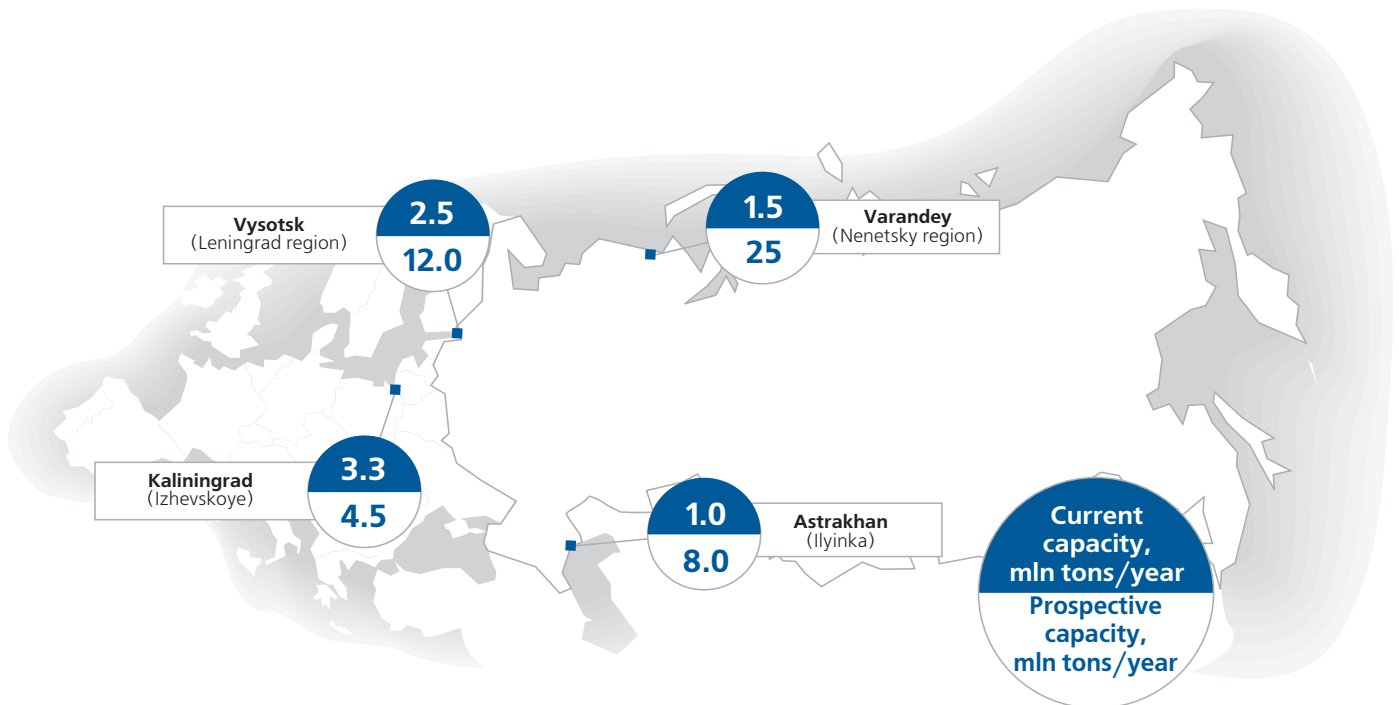 Vysotsk
(Leningrad region)
2.5
12.0
1.5
25
Varandey
(Nenetsky region)
Kaliningrad
(Izhevskoye)
3.3
4.5
1.0
8.0
Astrakhan
(Ilyinka)
Current
capacity,
mln tons/year
Prospective
capacity,
mln tons/year